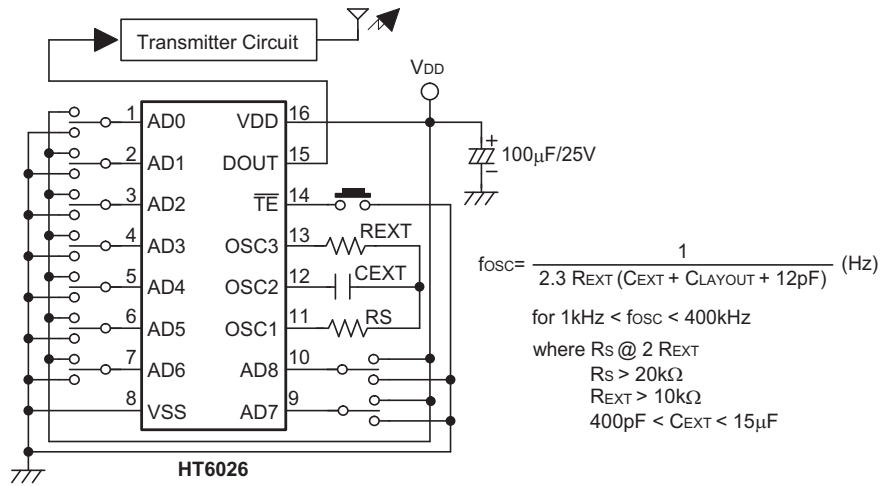 Transmitter Circuit
VDD
1 AD0 VDD 16
2 AD1 DOUT 15
3 AD2 TE 14
4 AD3 OSC3 13 REXT
5 AD4 OSC2 12 CEXT
6 AD5 OSC1 11 RS
7 AD6 AD8 10
8 VSS AD7 9
+
100μF/25V
−
HT6026
fosc= 1 / 2.3 REXT (CEXT + CLAYOUT + 12pF) (Hz)
for 1kHz < fosc < 400kHz
where Rs @ 2 REXT
Rs > 20kΩ
REXT > 10kΩ
400pF < CEXT < 15μF